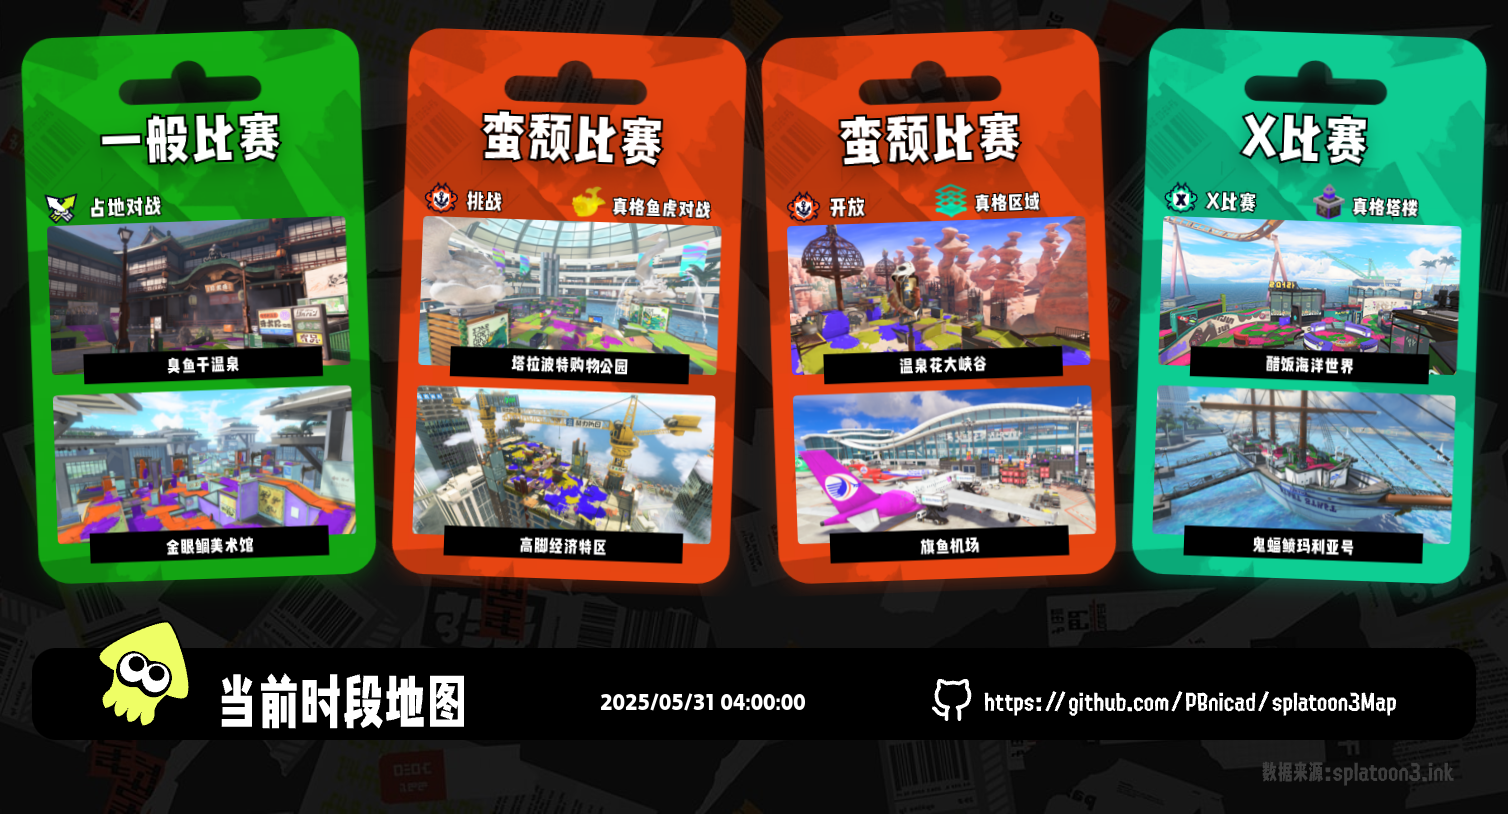 一般比赛
占地对战
臭鱼干温泉
金眼鲷美术馆
蛮颓比赛
挑战
真格鱼虎对战
塔拉波特购物公园
高脚经济特区
蛮颓比赛
开放
真格区域
温泉花大峡谷
旗鱼机场
X比赛
X比赛
真格塔楼
醋饭海洋世界
鬼蝠鲼玛利亚号
当前时段地图
2025/05/31 04:00:00
https://github.com/PBnicad/splatoon3Map
数据来源:splatoon3.ink